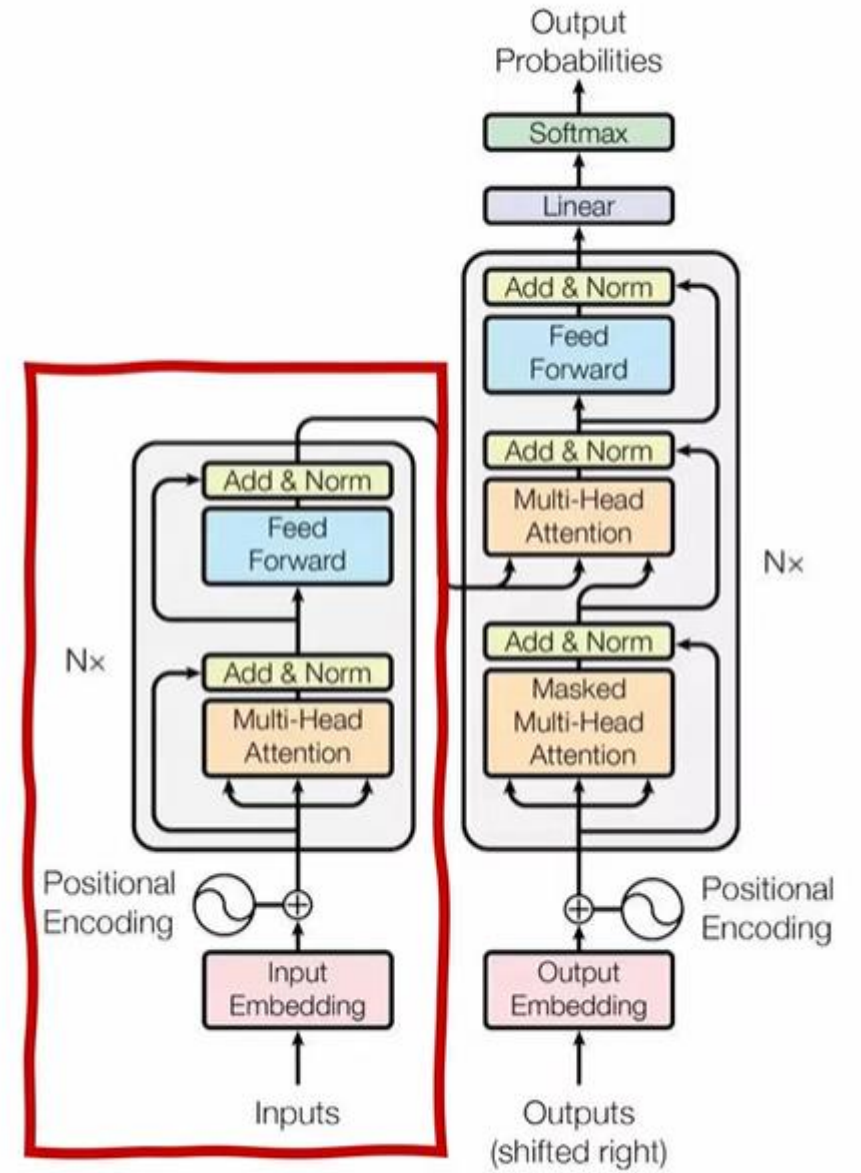 Output
Probabilities
Softmax
Linear
Add & Norm
Feed
Forward
Add & Norm
Multi-Head
Attention
Nx
Add & Norm
Masked
Multi-Head
Attention
Positional
Encoding
Output
Embedding
Outputs
(shifted right)
Add & Norm
Feed
Forward
Nx
Add & Norm
Multi-Head
Attention
Positional
Encoding
Input
Embedding
Inputs